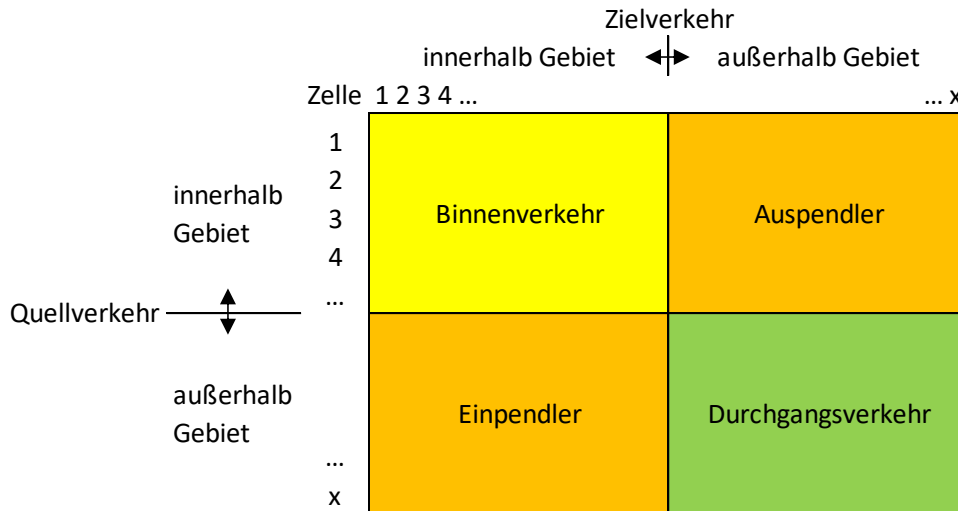 Zielverkehr
innerhalb Gebiet
außerhalb Gebiet
Zelle 1 2 3 4 ...
... x
1
2
3
4
...
innerhalb
Gebiet
Binnenverkehr
Auspendler
Quellverkehr
außerhalb
Gebiet
Einpendler
Durchgangsverkehr
...
x